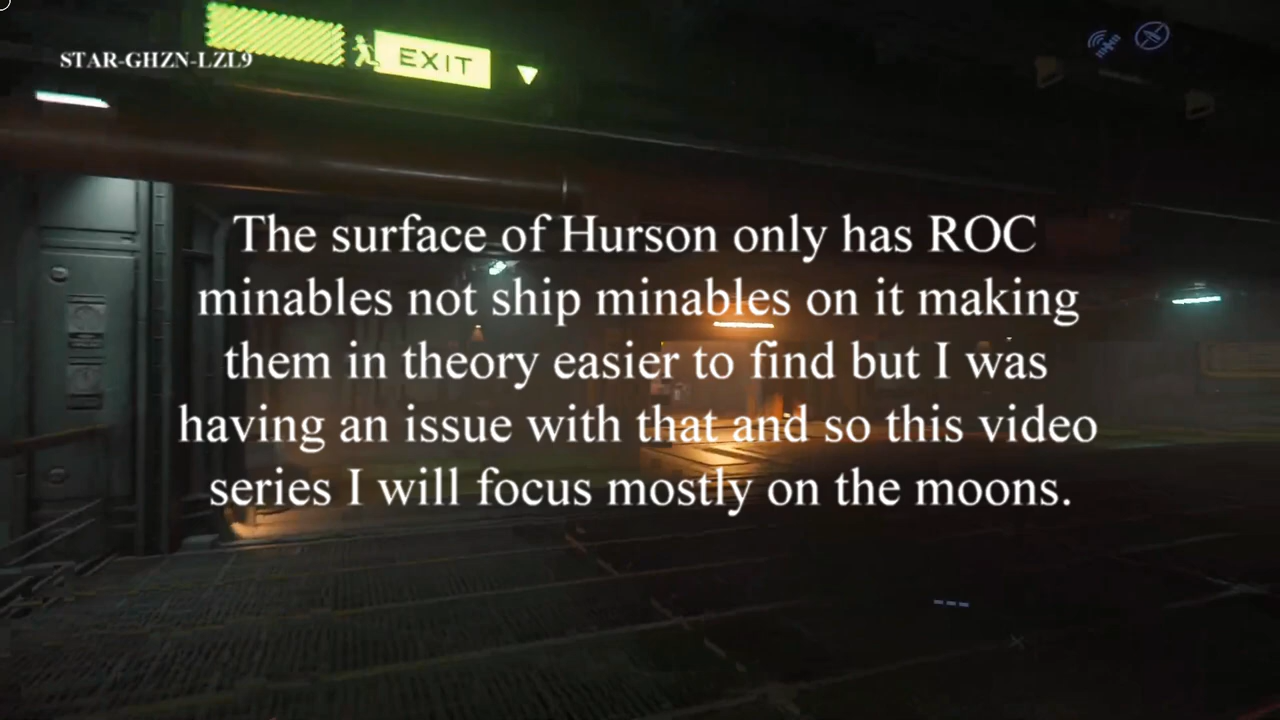 STAR-GHZN-LZL9
EXIT
The surface of Hurson only has ROC
minables not ship minables on it making
them in theory easier to find but I was
having an issue with that and so this video
series I will focus mostly on the moons.